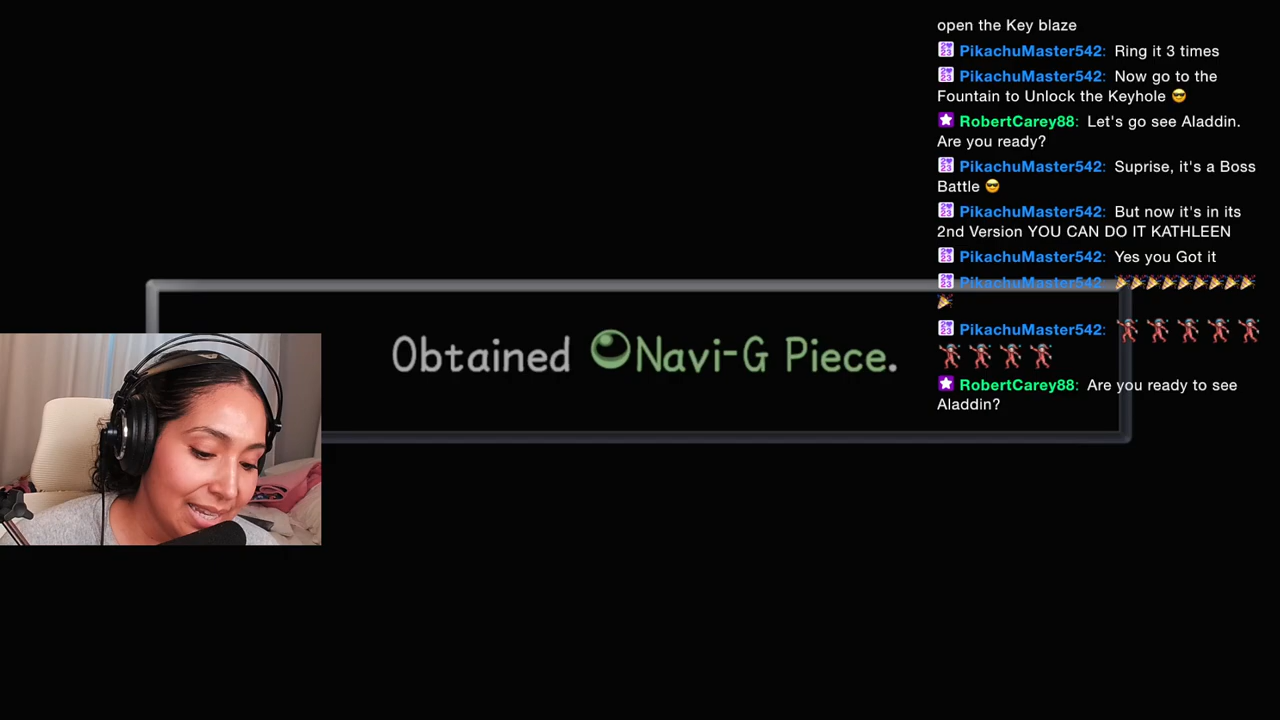 open the Key blaze
PikachuMaster542: Ring it 3 times
PikachuMaster542: Now go to the
Fountain to Unlock the Keyhole 😎
RobertCarey88: Let's go see Aladdin.
Are you ready?
PikachuMaster542: Suprise, it's a Boss
Battle 😎
PikachuMaster542: But now it's in its
2nd Version YOU CAN DO IT KATHLEEN
PikachuMaster542: Yes you Got it
PikachuMaster542: 🎉🎉🎉🎉🎉🎉🎉🎉🎉
🎉
PikachuMaster542:
RobertCarey88: Are you ready to see
Aladdin?
Obtained Navi-G Piece.